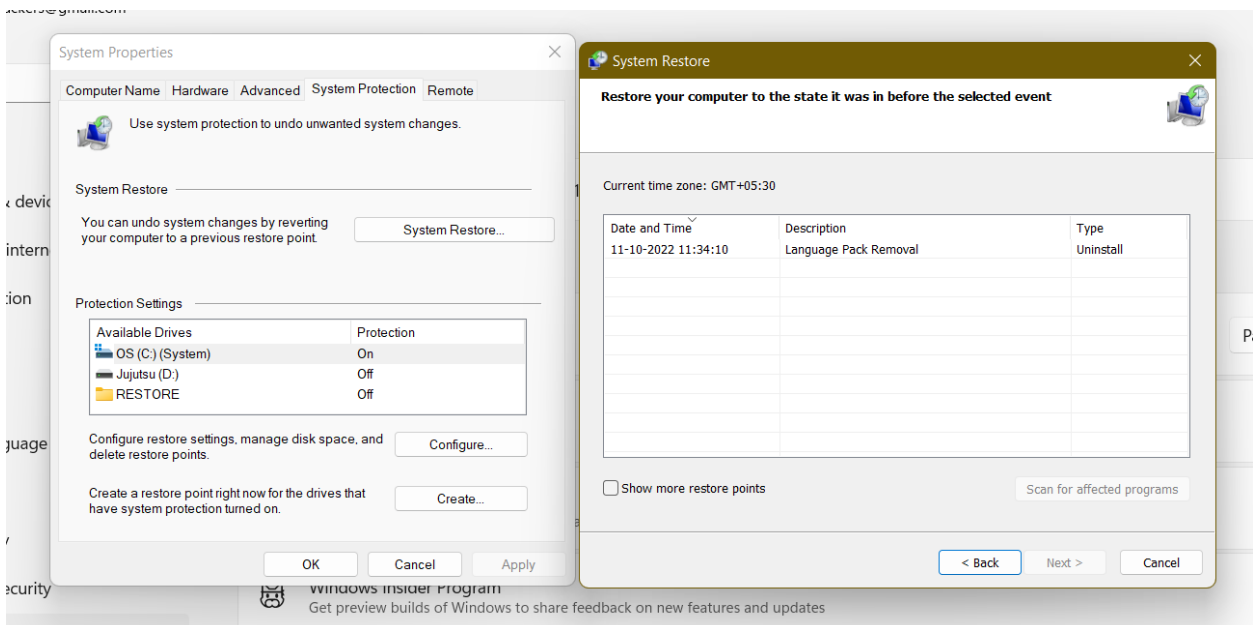 System Properties
Computer Name Hardware Advanced System Protection Remote
Use system protection to undo unwanted system changes.
System Restore
You can undo system changes by reverting
your computer to a previous restore point.
System Restore...
Protection Settings
Available Drives Protection
OS (C:) (System) On
Jujutsu (D:) Off
RESTORE Off
Configure restore settings, manage disk space, and
delete restore points.
Configure...
Create a restore point right now for the drives that
have system protection turned on.
Create...
OK Cancel Apply
System Restore
Restore your computer to the state it was in before the selected event
Current time zone: GMT+05:30
Date and Time Description Type
11-10-2022 11:34:10 Language Pack Removal Uninstall
Show more restore points
Scan for affected programs
< Back Next > Cancel
Windows Insider Program
Get preview builds of Windows to share feedback on new features and updates